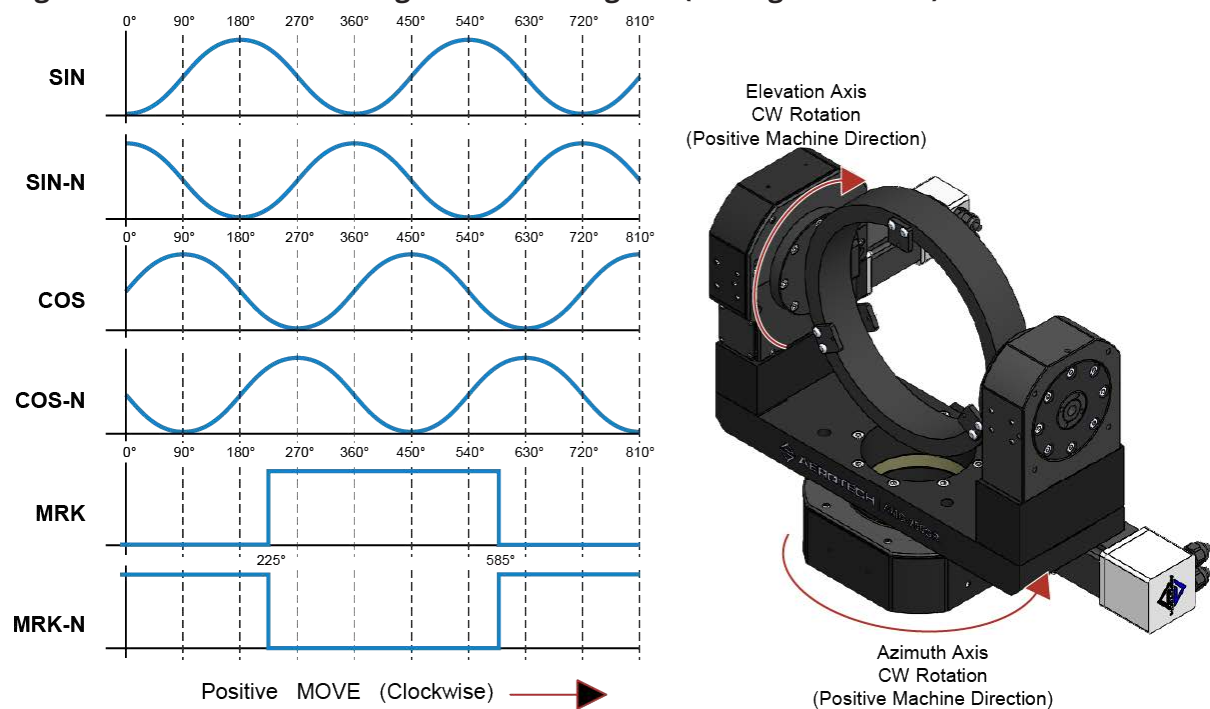 0° 90° 180° 270° 360° 450° 540° 630° 720° 810°
SIN
SIN-N
0° 90° 180° 270° 360° 450° 540° 630° 720° 810°
COS
COS-N
0° 90° 180° 270° 360° 450° 540° 630° 720° 810°
MRK
225° 585°
MRK-N
Positive MOVE (Clockwise)
Elevation Axis
CW Rotation
(Positive Machine Direction)
AEROTECH
Azimuth Axis
CW Rotation
(Positive Machine Direction)